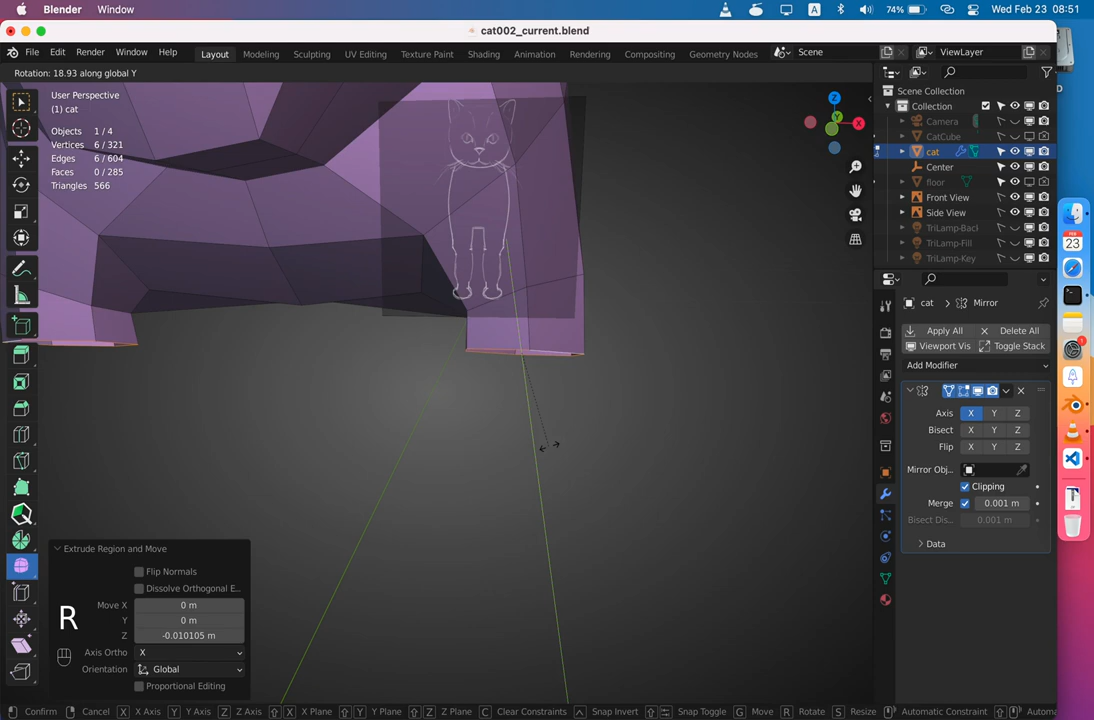 Blender Window A 74% Wed Feb 23 08:51
cat002_current.blend
File Edit Render Window Help Layout Modeling Sculpting UV Editing Texture Paint Shading Animation Rendering Compositing Geometry Nodes Scene ViewLayer
Rotation: 18.93 along global Y
User Perspective
(1) cat
Objects 1 / 4
Vertices 6 / 321
Edges 6 / 604
Faces 0 / 285
Triangles 566
Z
Y
X
Scene Collection
Collection
Camera
CatCube
cat
Center
floor
Front View
Side View
TriLamp-Bacl
TriLamp-Fill
TriLamp-Key
FEB
23
cat Mirror
Apply All Delete All
Viewport Vis Toggle Stack
Add Modifier
Axis X Y Z
Bisect X Y Z
Flip X Y Z
Mirror Obj..
Clipping
Merge 0.001 m
Bisect Dis... 0.001 m
Data
Extrude Region and Move
Flip Normals
Dissolve Orthogonal E...
Move X 0 m
Y 0 m
Z -0.010105 m
Axis Ortho X
Orientation Global
Proportional Editing
R
Confirm Cancel X X Axis Y Y Axis Z Z Axis X X Plane Y Y Plane Z Z Plane C Clear Constraints Snap Invert Snap Toggle G Move R Rotate S Resize Automatic Constraint Automa